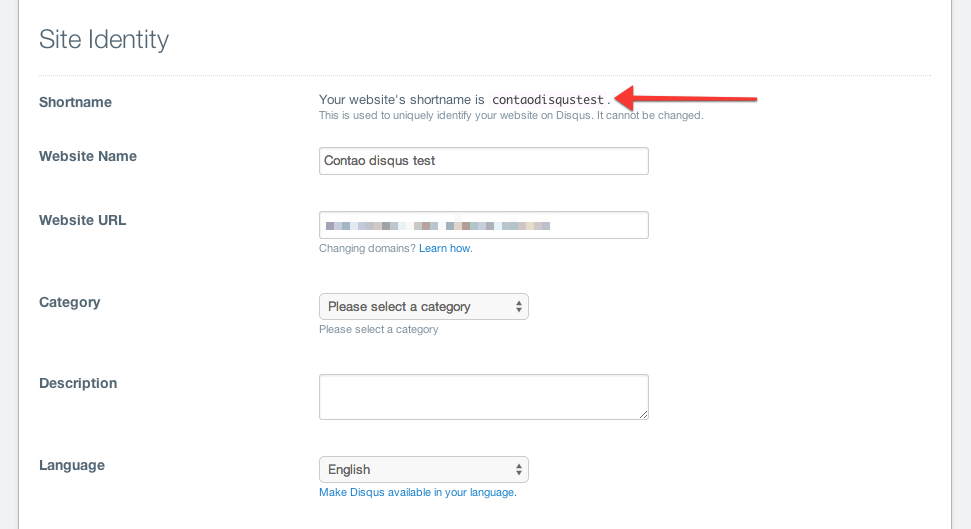 Site Identity
Shortname
Your website's shortname is contaodisqustest.
This is used to uniquely identify your website on Disqus. It cannot be changed.
Website Name
Contao disqus test
Website URL
Changing domains? Learn how.
Category
Please select a category
Please select a category
Description
Language
English
Make Disqus available in your language.